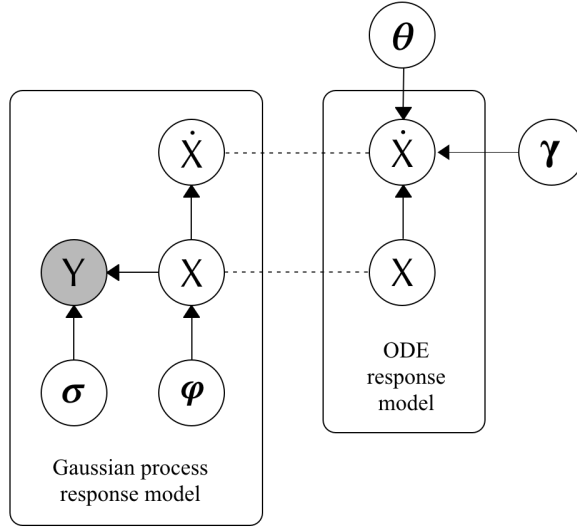 θ
Ẋ
Ẋ
γ
Y
X
X
σ
φ
ODE
response
model
Gaussian process
response model